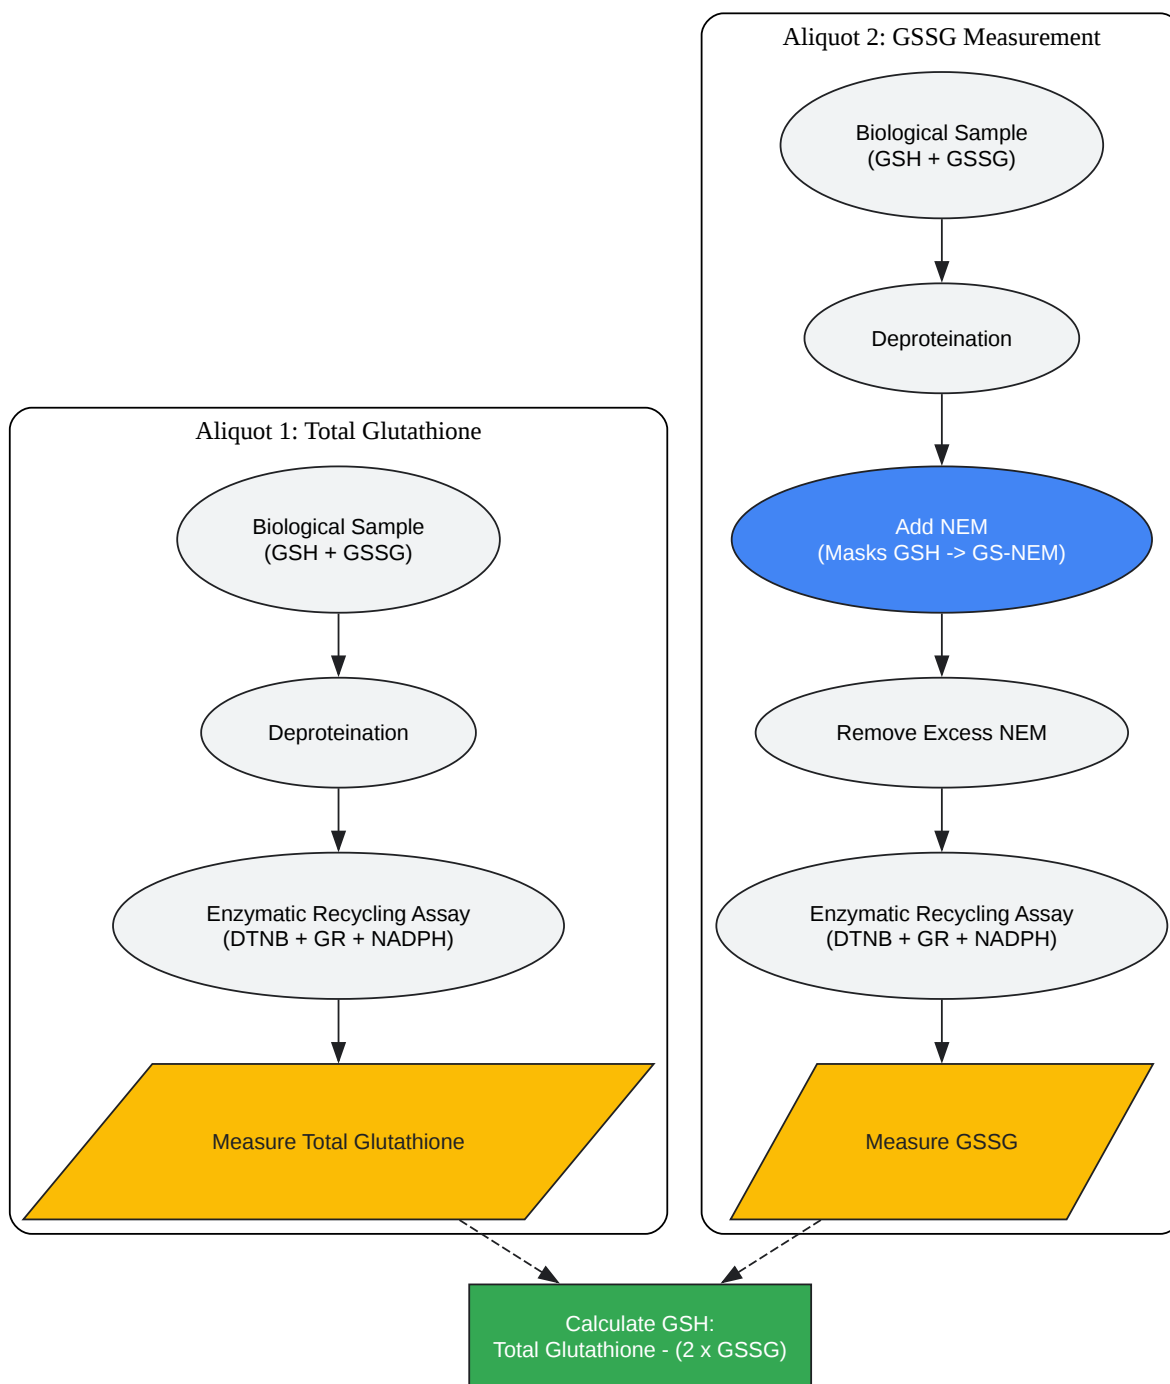 Aliquot 1: Total Glutathione
Biological Sample
(GSH + GSSG)
Deproteination
Enzymatic Recycling Assay
(DTNB + GR + NADPH)
Measure Total Glutathione
Aliquot 2: GSSG Measurement
Biological Sample
(GSH + GSSG)
Deproteination
Add NEM
(Masks GSH -> GS-NEM)
Remove Excess NEM
Enzymatic Recycling Assay
(DTNB + GR + NADPH)
Measure GSSG
Calculate GSH:
Total Glutathione - (2 x GSSG)